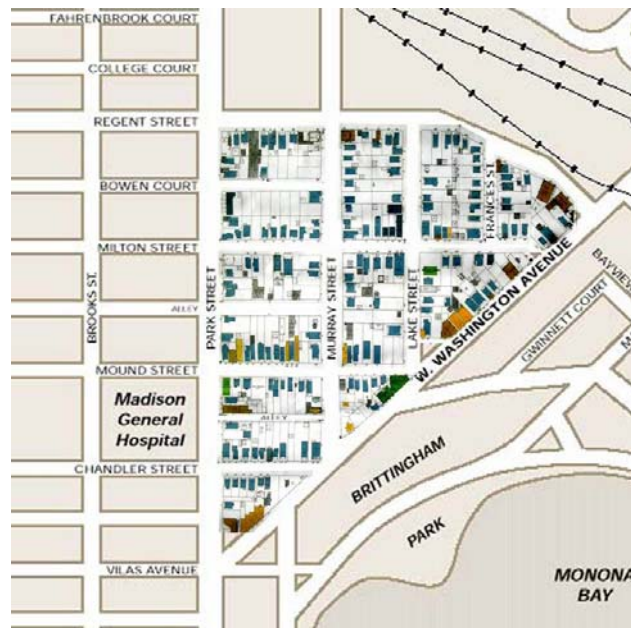 FAHRENBROOK COURT
COLLEGE COURT
REGENT STREET
BOWEN COURT
FRANCES ST.
MILTON STREET
BROOKS ST.
PARK STREET
MURRAY STREET
LAKE STREET
W. WASHINGTON AVENUE
BAYVIEW
GWINNETT COURT
ALLEY
MOUND STREET
Madison
General
Hospital
ALLEY
CHANDLER STREET
BRITTINGHAM
PARK
VILAS AVENUE
MONONA
BAY